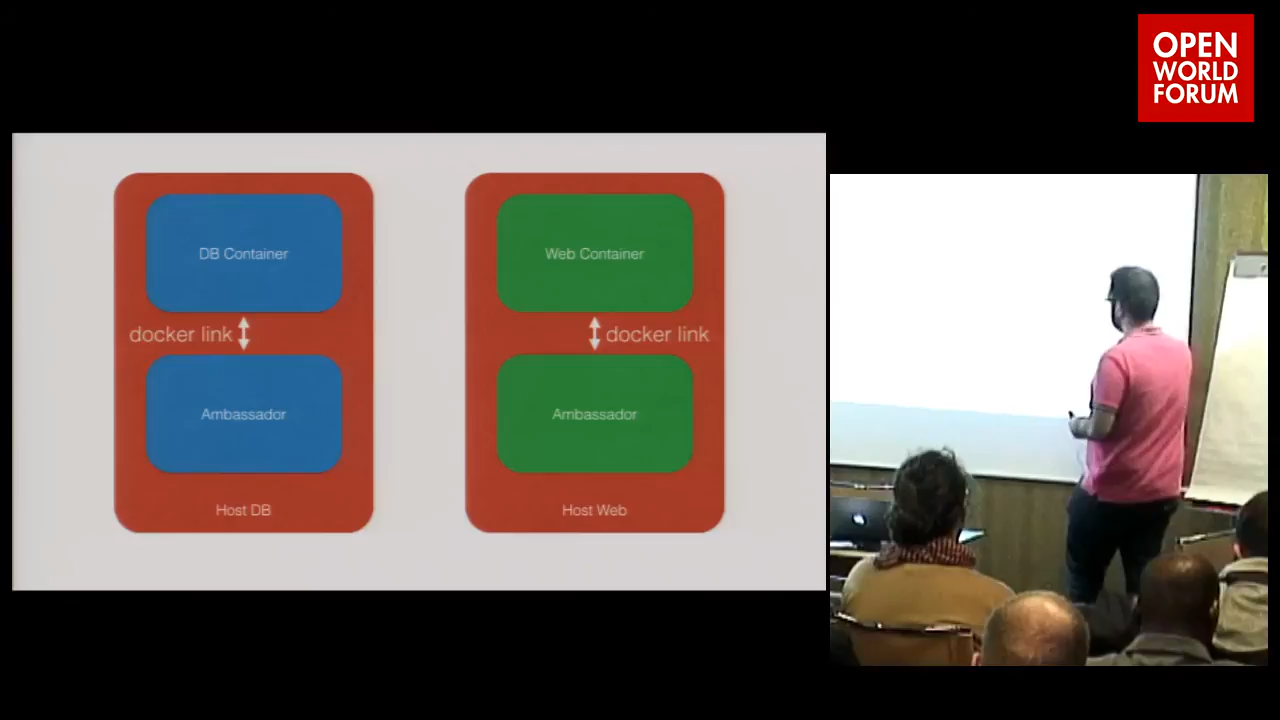 OPEN
WORLD
FORUM
DB Container
docker link
Ambassador
Host DB
Web Container
docker link
Ambassador
Host Web